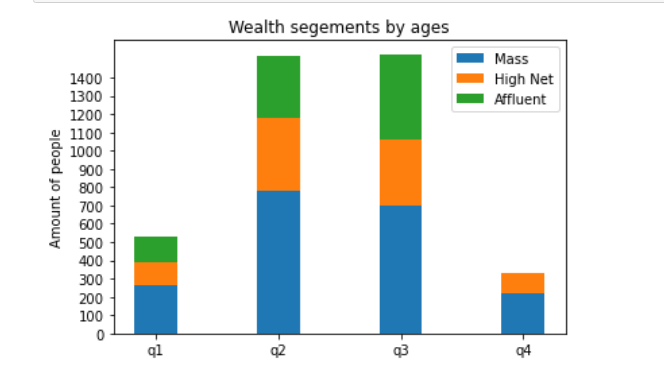 Wealth segements by ages
Mass
High Net
Affluent
Amount of people
1400
1300
1200
1100
1000
900
800
700
600
500
400
300
200
100
0
q1
q2
q3
q4